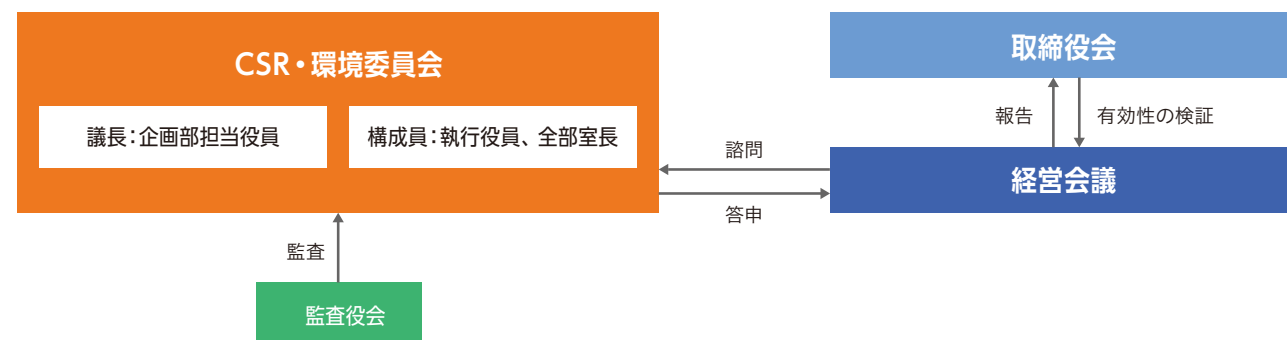 CSR・環境委員会
議長：企画部担当役員
構成員：執行役員、全部室長
監査
監査役会
諮問
答申
取締役会
報告
有効性の検証
経営会議